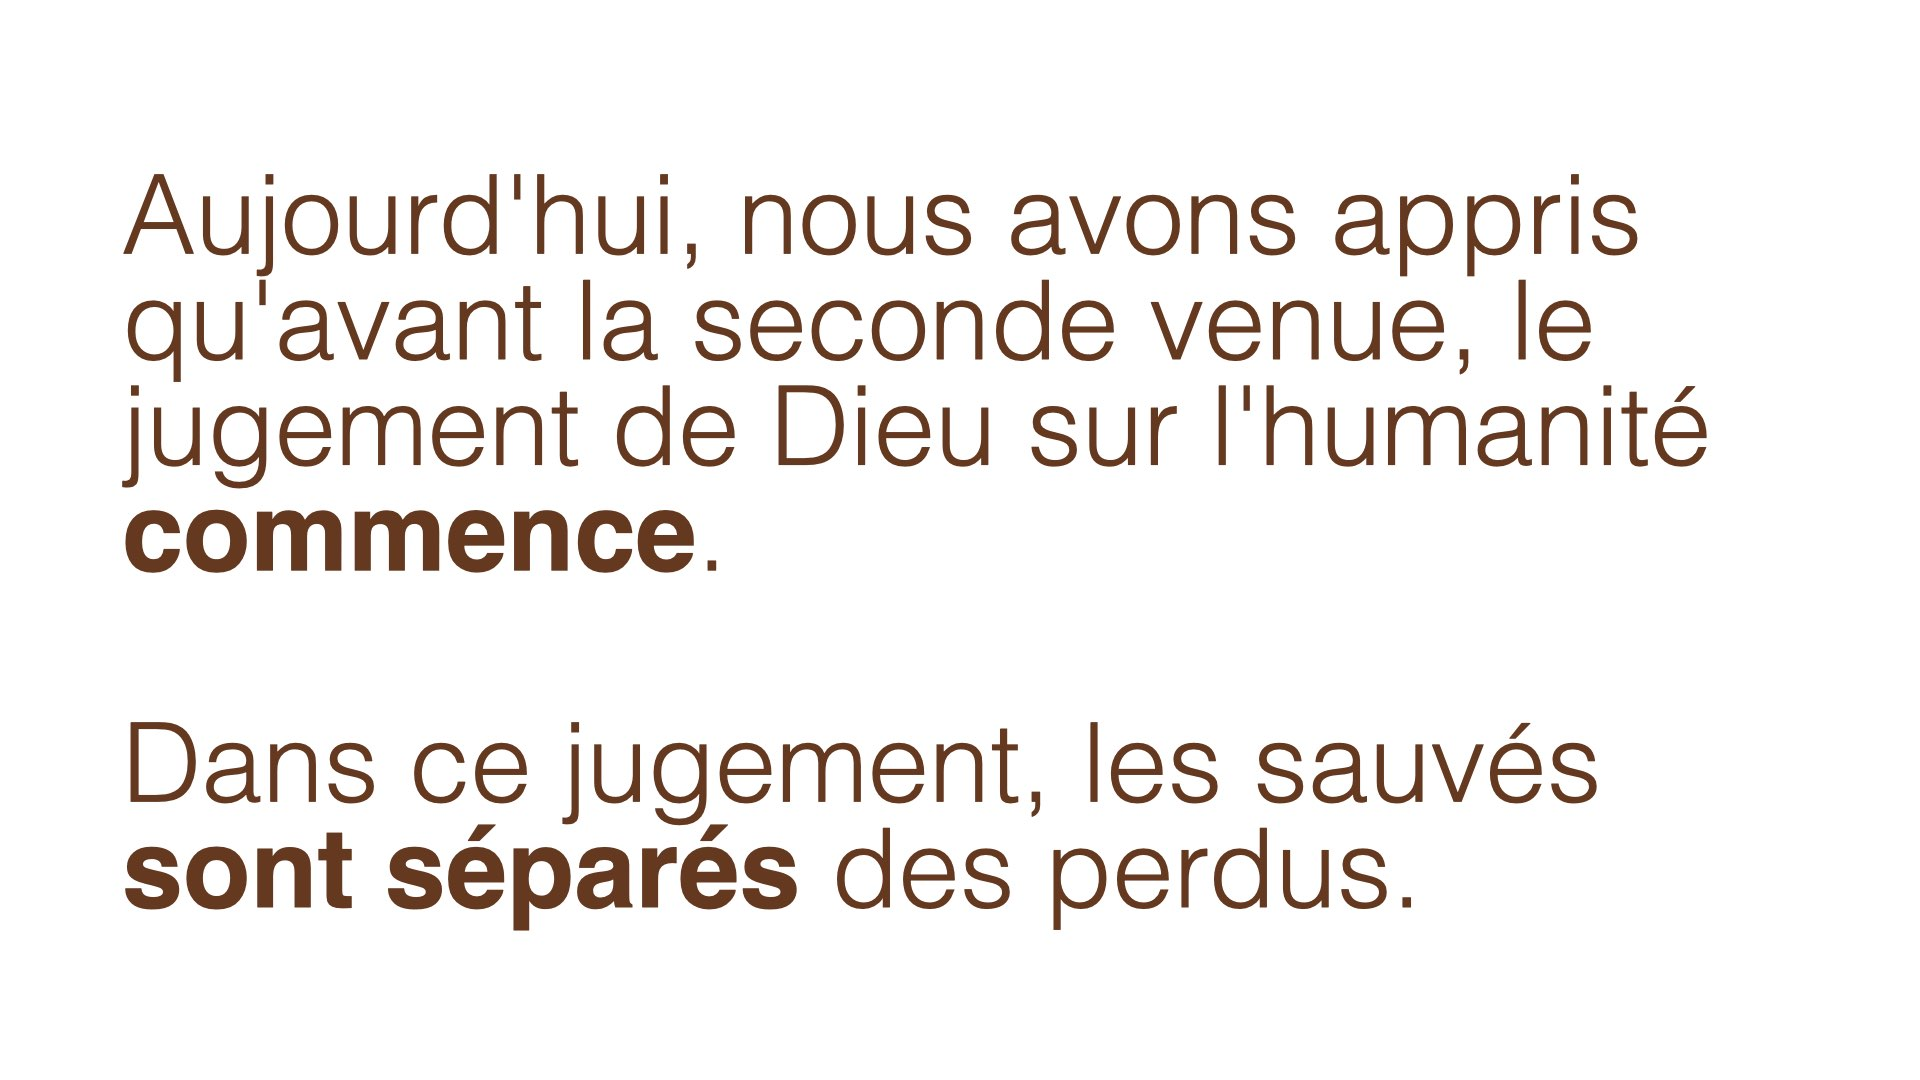 Aujourd'hui, nous avons appris
qu'avant la seconde venue, le
jugement de Dieu sur l'humanité
commence.
Dans ce jugement, les sauvés
sont séparés des perdus.